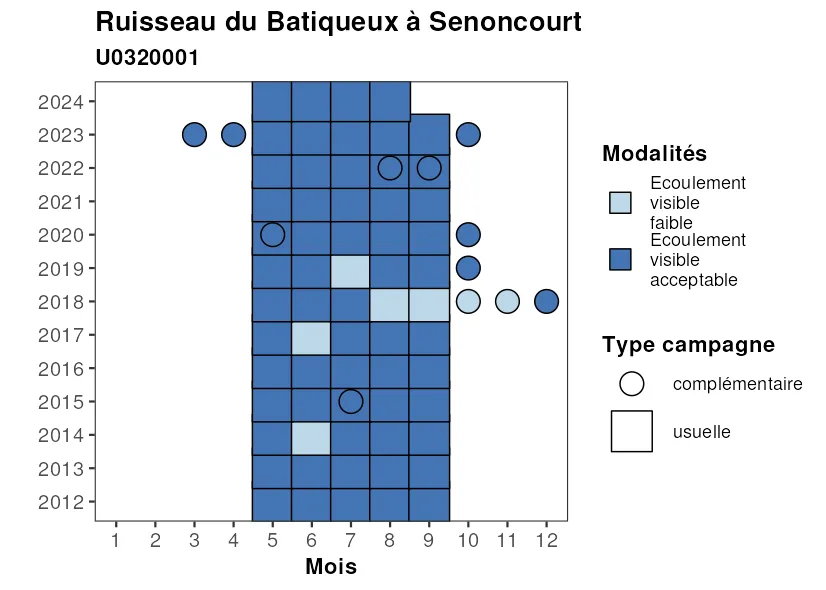 Ruisseau du Batiqueux à Senoncourt
U0320001
2024
2023
2022
2021
2020
2019
2018
2017
2016
2015
2014
2013
2012
1 2 3 4 5 6 7 8 9 10 11 12
Mois
Modalités
Ecoulement
visible
faible
Ecoulement
visible
acceptable
Type campagne
complémentaire
usuelle